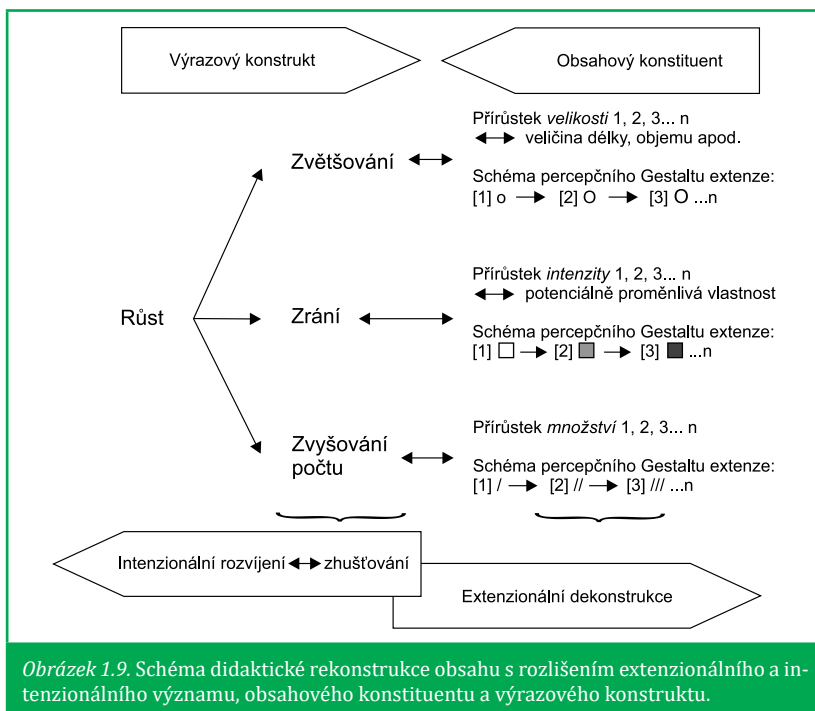 Výrazový konstrukt
Obsahový konstituent
Přírůstek velikosti 1, 2, 3... n
veličina délky, objemu apod.
Zvětšování
Schéma percepčního Gestaltu extenze:
[1] o → [2] O → [3] O ...n
Přírůstek intenzity 1, 2, 3... n
potenciálně proměnlivá vlastnost
Růst
Zrání
Schéma percepčního Gestaltu extenze:
[1] → [2] → [3] ...n
Přírůstek množství 1, 2, 3... n
Zvyšování
počtu
Schéma percepčního Gestaltu extenze:
[1] / → [2] // → [3] /// ...n
Intenzionální rozvíjení ↔ zhušťování
Extenzionální dekonstrukce
Obrázek 1.9. Schéma didaktické rekonstrukce obsahu s rozlišením extenzionálního a in-
tenzionálního významu, obsahového konstituentu a výrazového konstruktu.